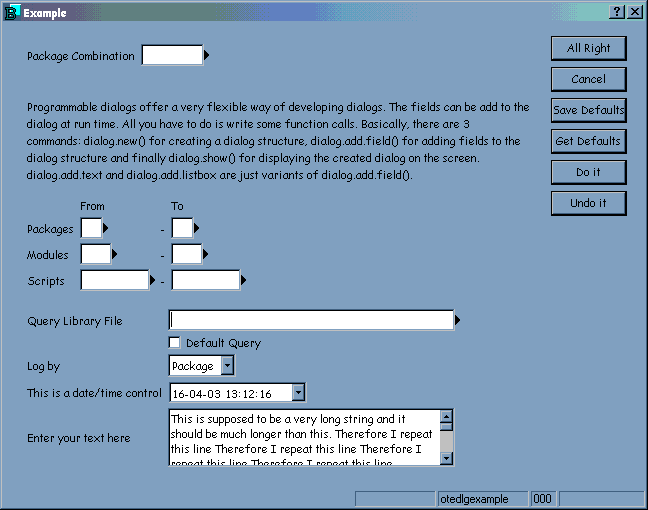 Example
Package Combination
All Right
Cancel
Save Defaults
Get Defaults
Do it
Undo it
Programmable dialogs offer a very flexible way of developing dialogs. The fields can be add to the
dialog at run time. All you have to do is write some function calls. Basically, there are 3
commands: dialog.new() for creating a dialog structure, dialog.add.field() for adding fields to the
dialog structure and finally dialog.show() for displaying the created dialog on the screen.
dialog.add.text and dialog.add.listbox are just variants of dialog.add.field().
From To
Packages -
Modules -
Scripts -
Query Library File
Default Query
Log by Package
This is a date/time control 16-04-03 13:12:16
Enter your text here
This is supposed to be a very long string and it
should be much longer than this. Therefore I repeat
this line Therefore I repeat this line Therefore I
repeat this line Therefore I repeat this line
otedlgexample 000